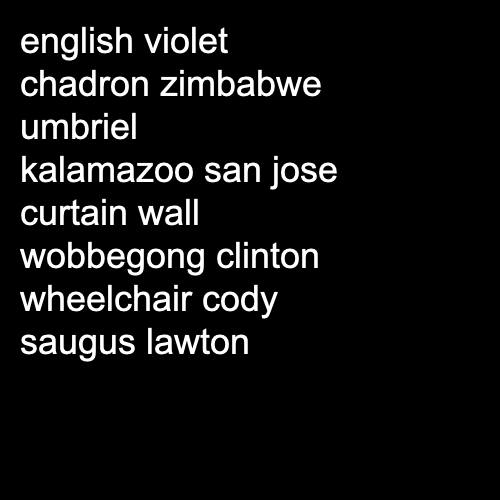 english violet
chadron zimbabwe
umbriel
kalamazoo san jose
curtain wall
wobbegong clinton
wheelchair cody
saugus lawton